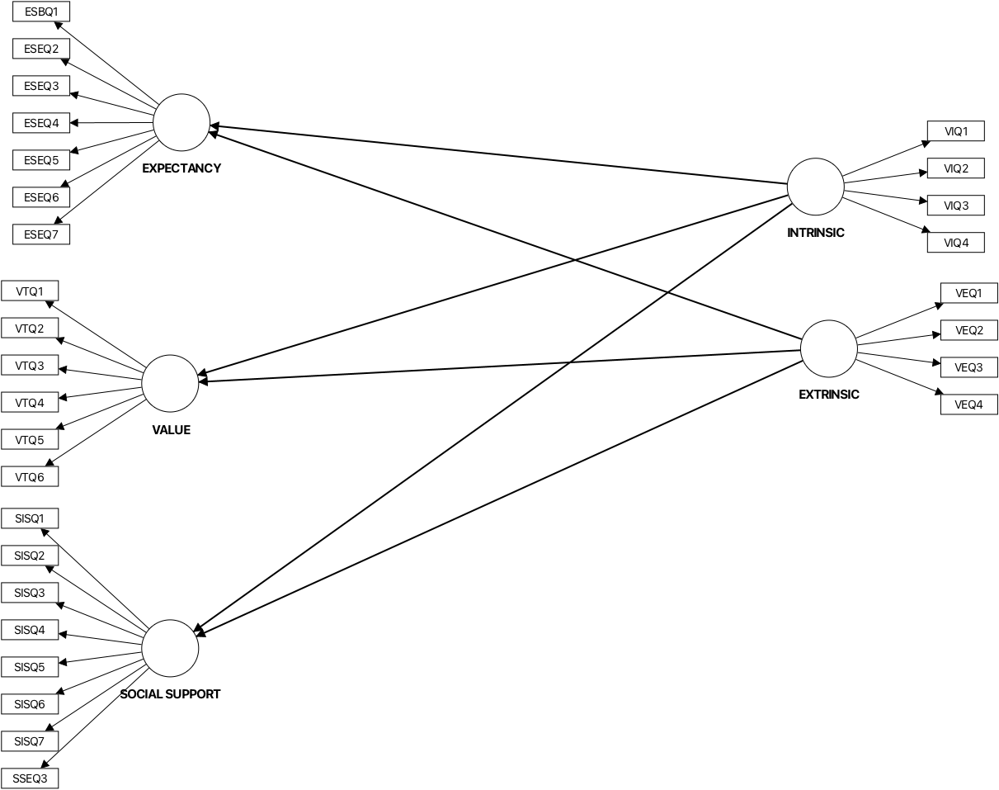 ESBQ1
ESEQ2
ESEQ3
ESEQ4
ESEQ5
ESEQ6
ESEQ7
EXPECTANCY
VTQ1
VTQ2
VTQ3
VTQ4
VTQ5
VTQ6
VALUE
SISQ1
SISQ2
SISQ3
SISQ4
SISQ5
SISQ6
SISQ7
SSEQ3
SOCIAL SUPPORT
VIQ1
VIQ2
VIQ3
VIQ4
INTRINSIC
VEQ1
VEQ2
VEQ3
VEQ4
EXTRINSIC